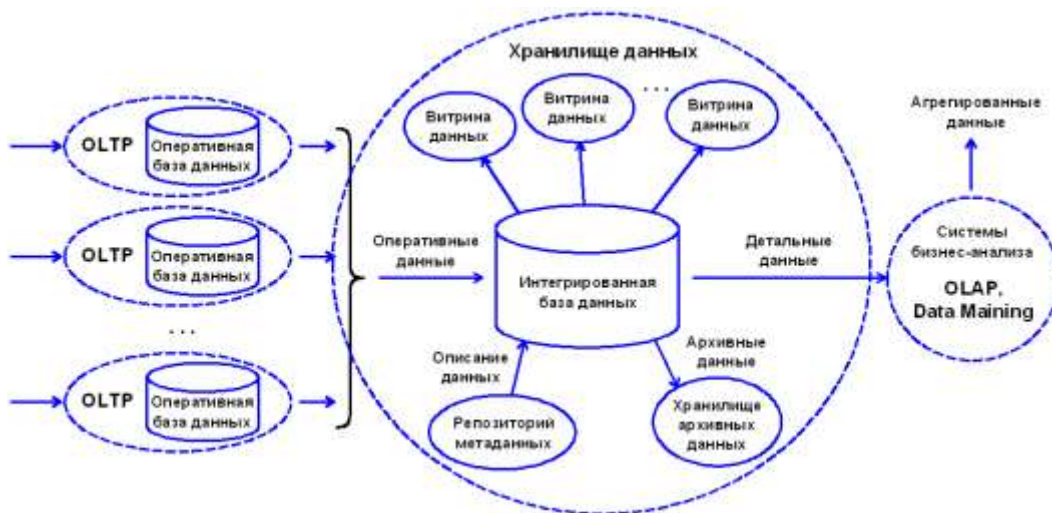 Хранилище данных
Витрина
данных
Витрина
данных
. . .
Витрина
данных
OLTP
Оперативная
база данных
OLTP
Оперативная
база данных
. . .
OLTP
Оперативная
база данных
Оперативные
данные
Интегрированная
база данных
Детальные
данные
Описание
данных
Архивные
данные
Репозиторий
метаданных
Хранилище
архивных
данных
Агрегированные
данные
Системы
бизнес-анализа
OLAP,
Data Maining